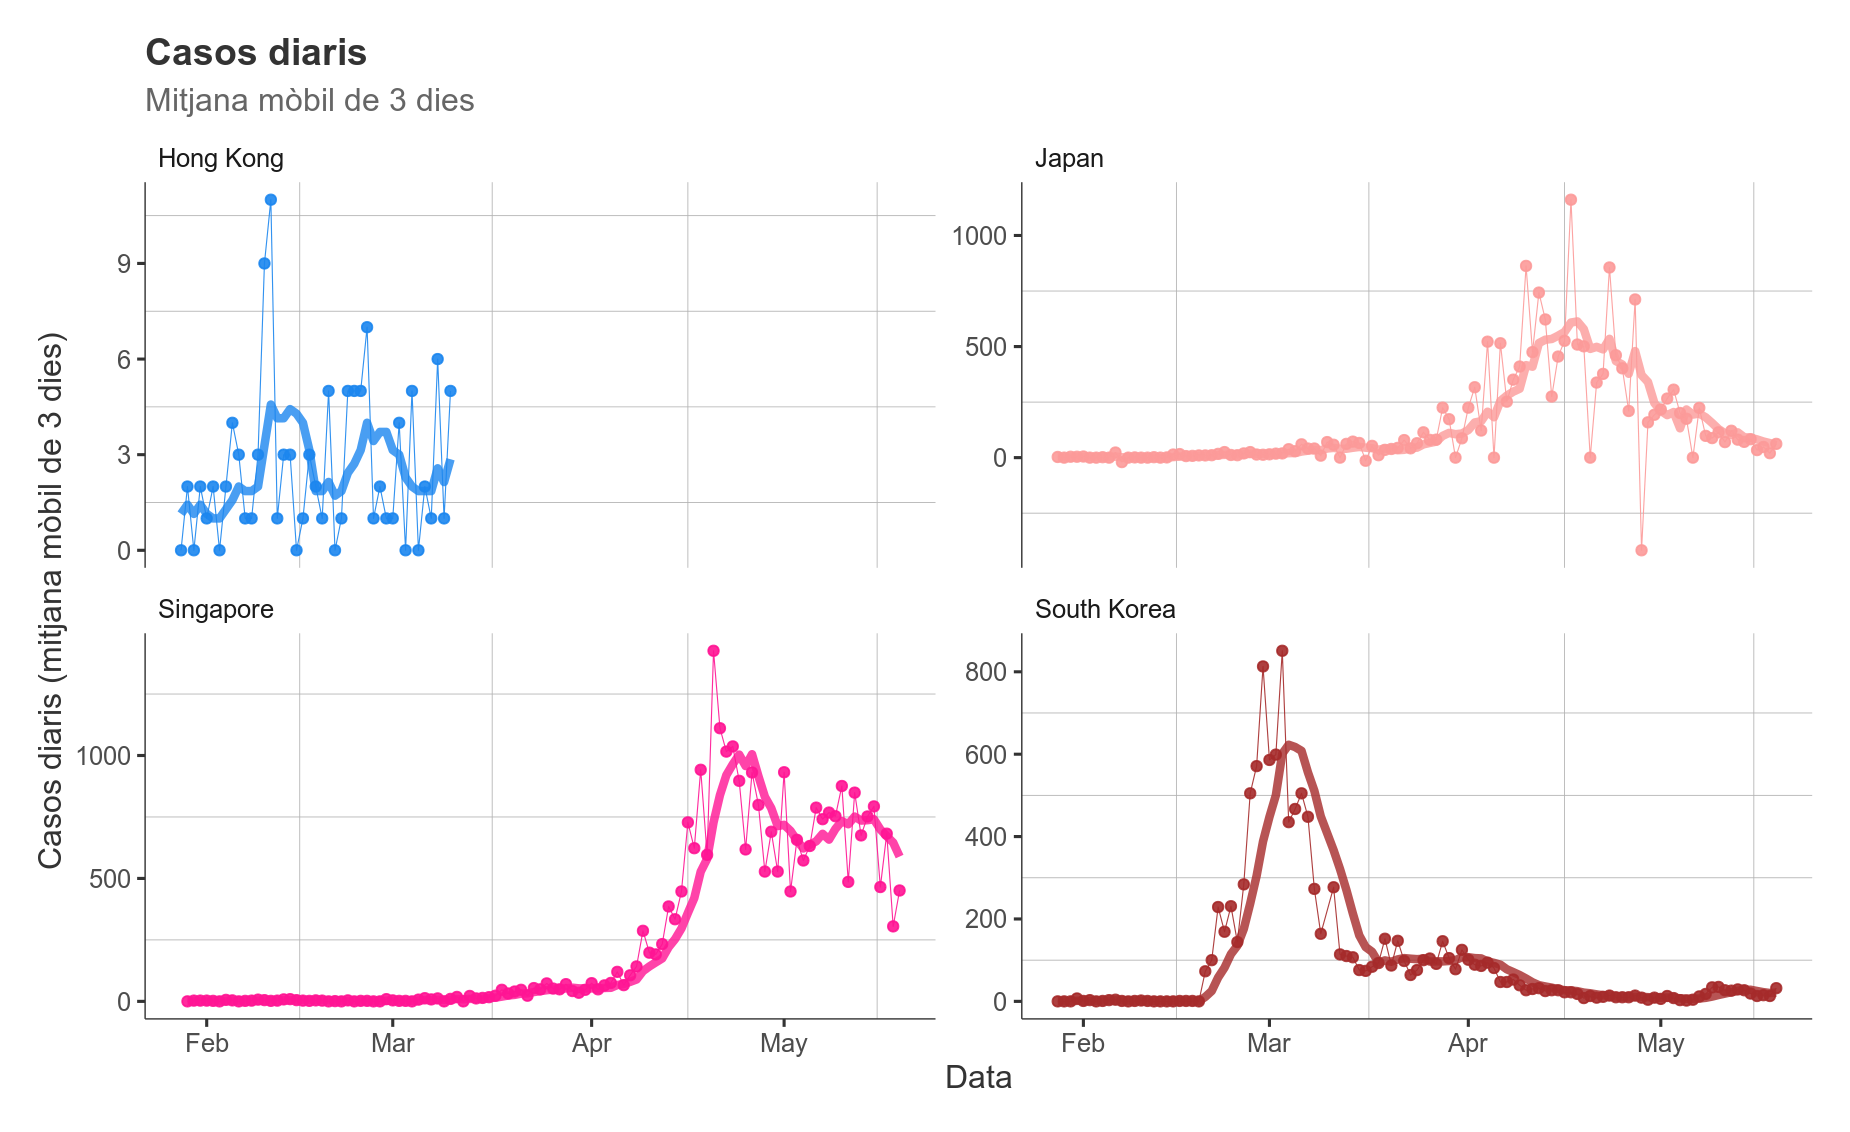 Casos diaris
Mitjana mòbil de 3 dies
Casos diaris (mitjana mòbil de 3 dies)
Hong Kong
9
6
3
0
Japan
1000
500
0
Singapore
1000
500
0
Feb Mar Apr May
South Korea
800
600
400
200
0
Feb Mar Apr May
Data